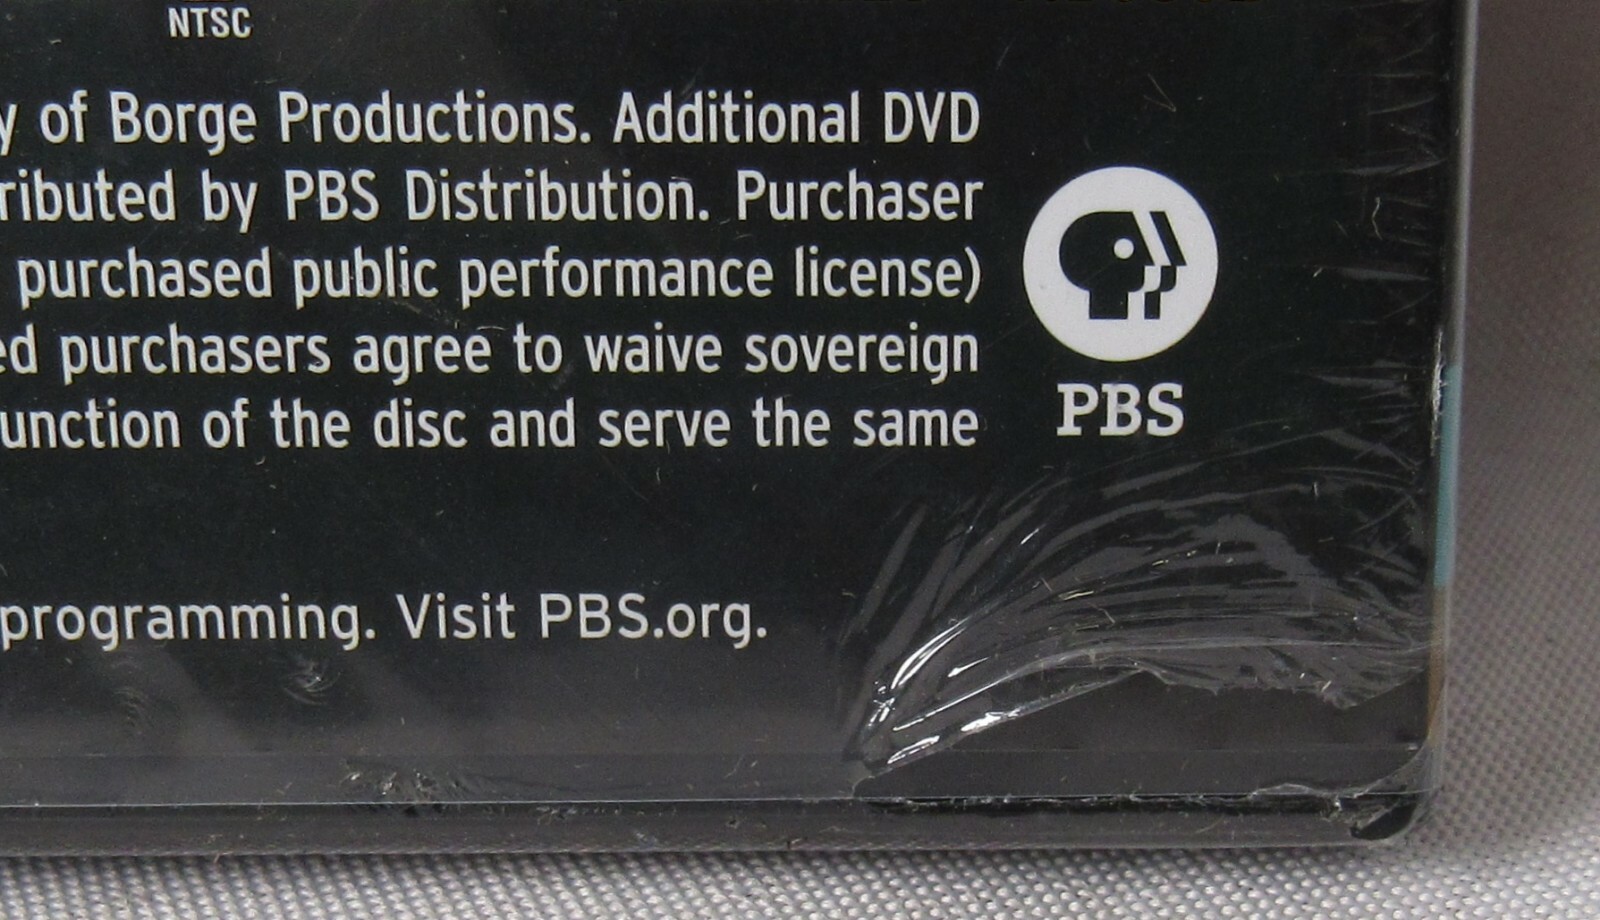 NTSC
y of Borge Productions. Additional DVD
ributed by PBS Distribution. Purchaser
purchased public performance license)
ed purchasers agree to waive sovereign
unction of the disc and serve the same
PBS
programming. Visit PBS.org.